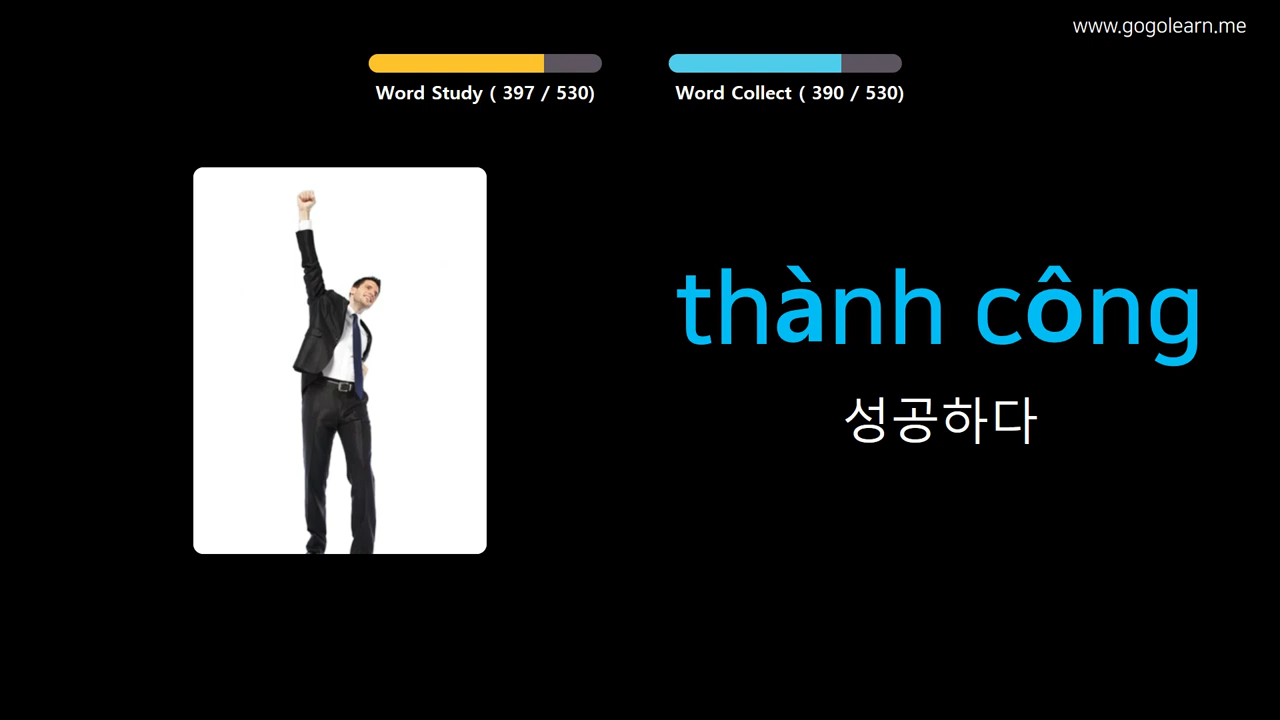 www.gogolearn.me
Word Study ( 397 / 530)
Word Collect ( 390 / 530)
thành công
성공하다